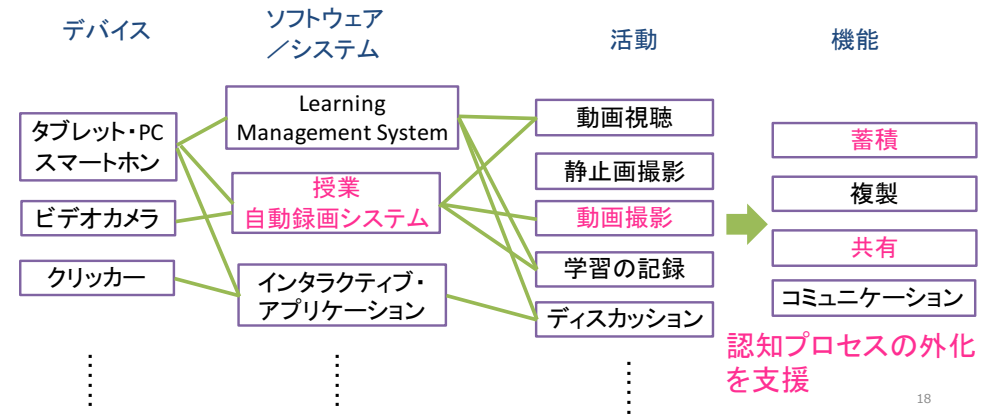 デバイス
ソフトウェア
／システム
活動
機能
タブレット・PC
スマートホン
ビデオカメラ
クリッカー
Learning
Management System
授業
自動録画システム
インタラクティブ・
アプリケーション
動画視聴
静止画撮影
動画撮影
学習の記録
ディスカッション
蓄積
複製
共有
コミュニケーション
認知プロセスの外化
を支援
18